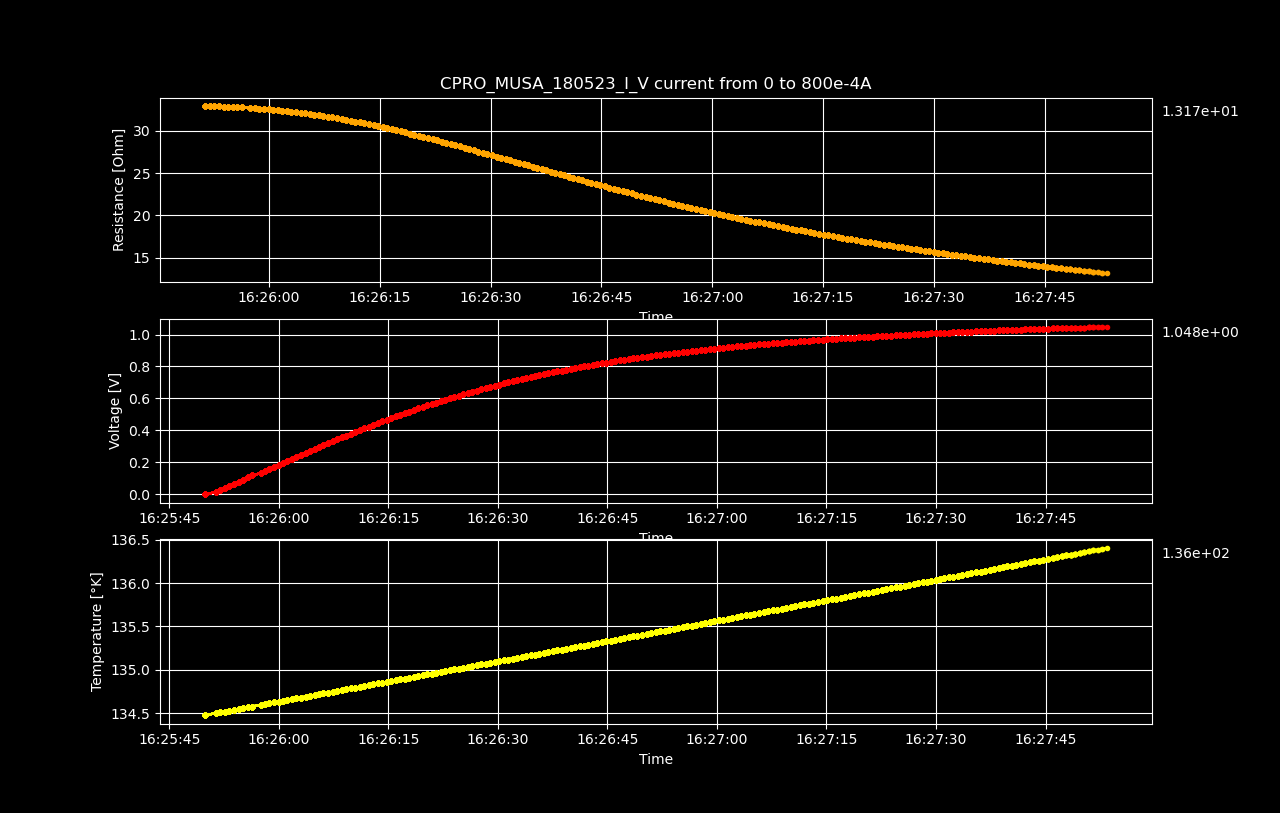 CPRO_MUSA_180523_I_V current from 0 to 800e-4A
1.317e+01
Resistance [Ohm]
30
25
20
15
16:26:00 16:26:15 16:26:30 16:26:45 16:27:00 16:27:15 16:27:30 16:27:45
Time
1.048e+00
Voltage [V]
1.0
0.8
0.6
0.4
0.2
0.0
16:25:45 16:26:00 16:26:15 16:26:30 16:26:45 16:27:00 16:27:15 16:27:30 16:27:45
Time
1.36e+02
Temperature [°K]
136.5
136.0
135.5
135.0
134.5
16:25:45 16:26:00 16:26:15 16:26:30 16:26:45 16:27:00 16:27:15 16:27:30 16:27:45
Time